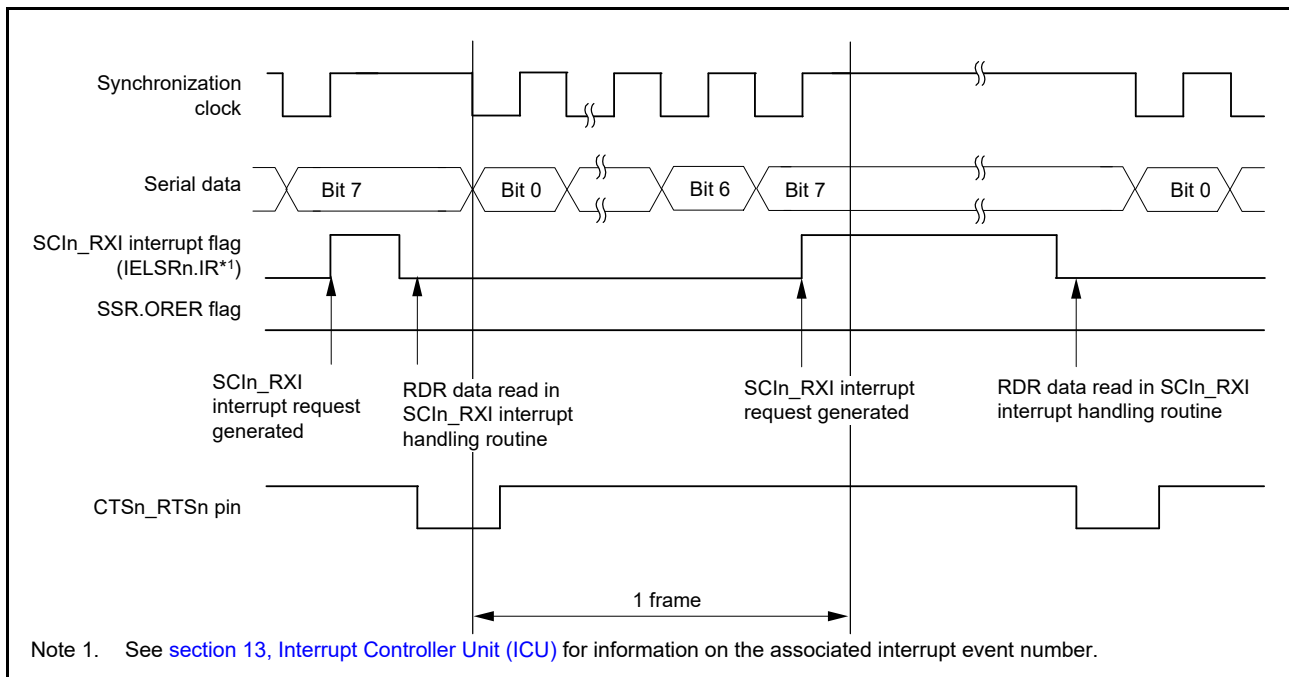 Synchronization
clock
Serial data
Bit 7
Bit 0
Bit 6
Bit 7
Bit 0
SCIn_RXI interrupt flag
(IELSRn.IR*1)
SSR.ORER flag
SCIn_RXI
interrupt request
generated
RDR data read in
SCIn_RXI interrupt
handling routine
SCIn_RXI interrupt
request generated
RDR data read in SCIn_RXI
interrupt handling routine
CTSn_RTSn pin
1 frame
Note 1. See section 13, Interrupt Controller Unit (ICU) for information on the associated interrupt event number.